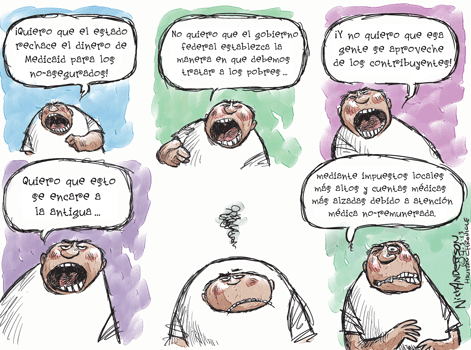 ¡Quiero que el estado
rechace el dinero de
Medicaid para los
no-asegurados!
No quiero que el gobierno
federal establezca la
manera en que debemos
tratar a los pobres ...
¡Y no quiero que esa
gente se aproveche
de los contribuyentes!
Quiero que esto
se encare a
la antigua ...
mediante impuestos locales
más altos y cuentas médicas
más alzadas debido a atención
médica no-remunerada.
NickAnderson
HOUSTON CHRONICLE